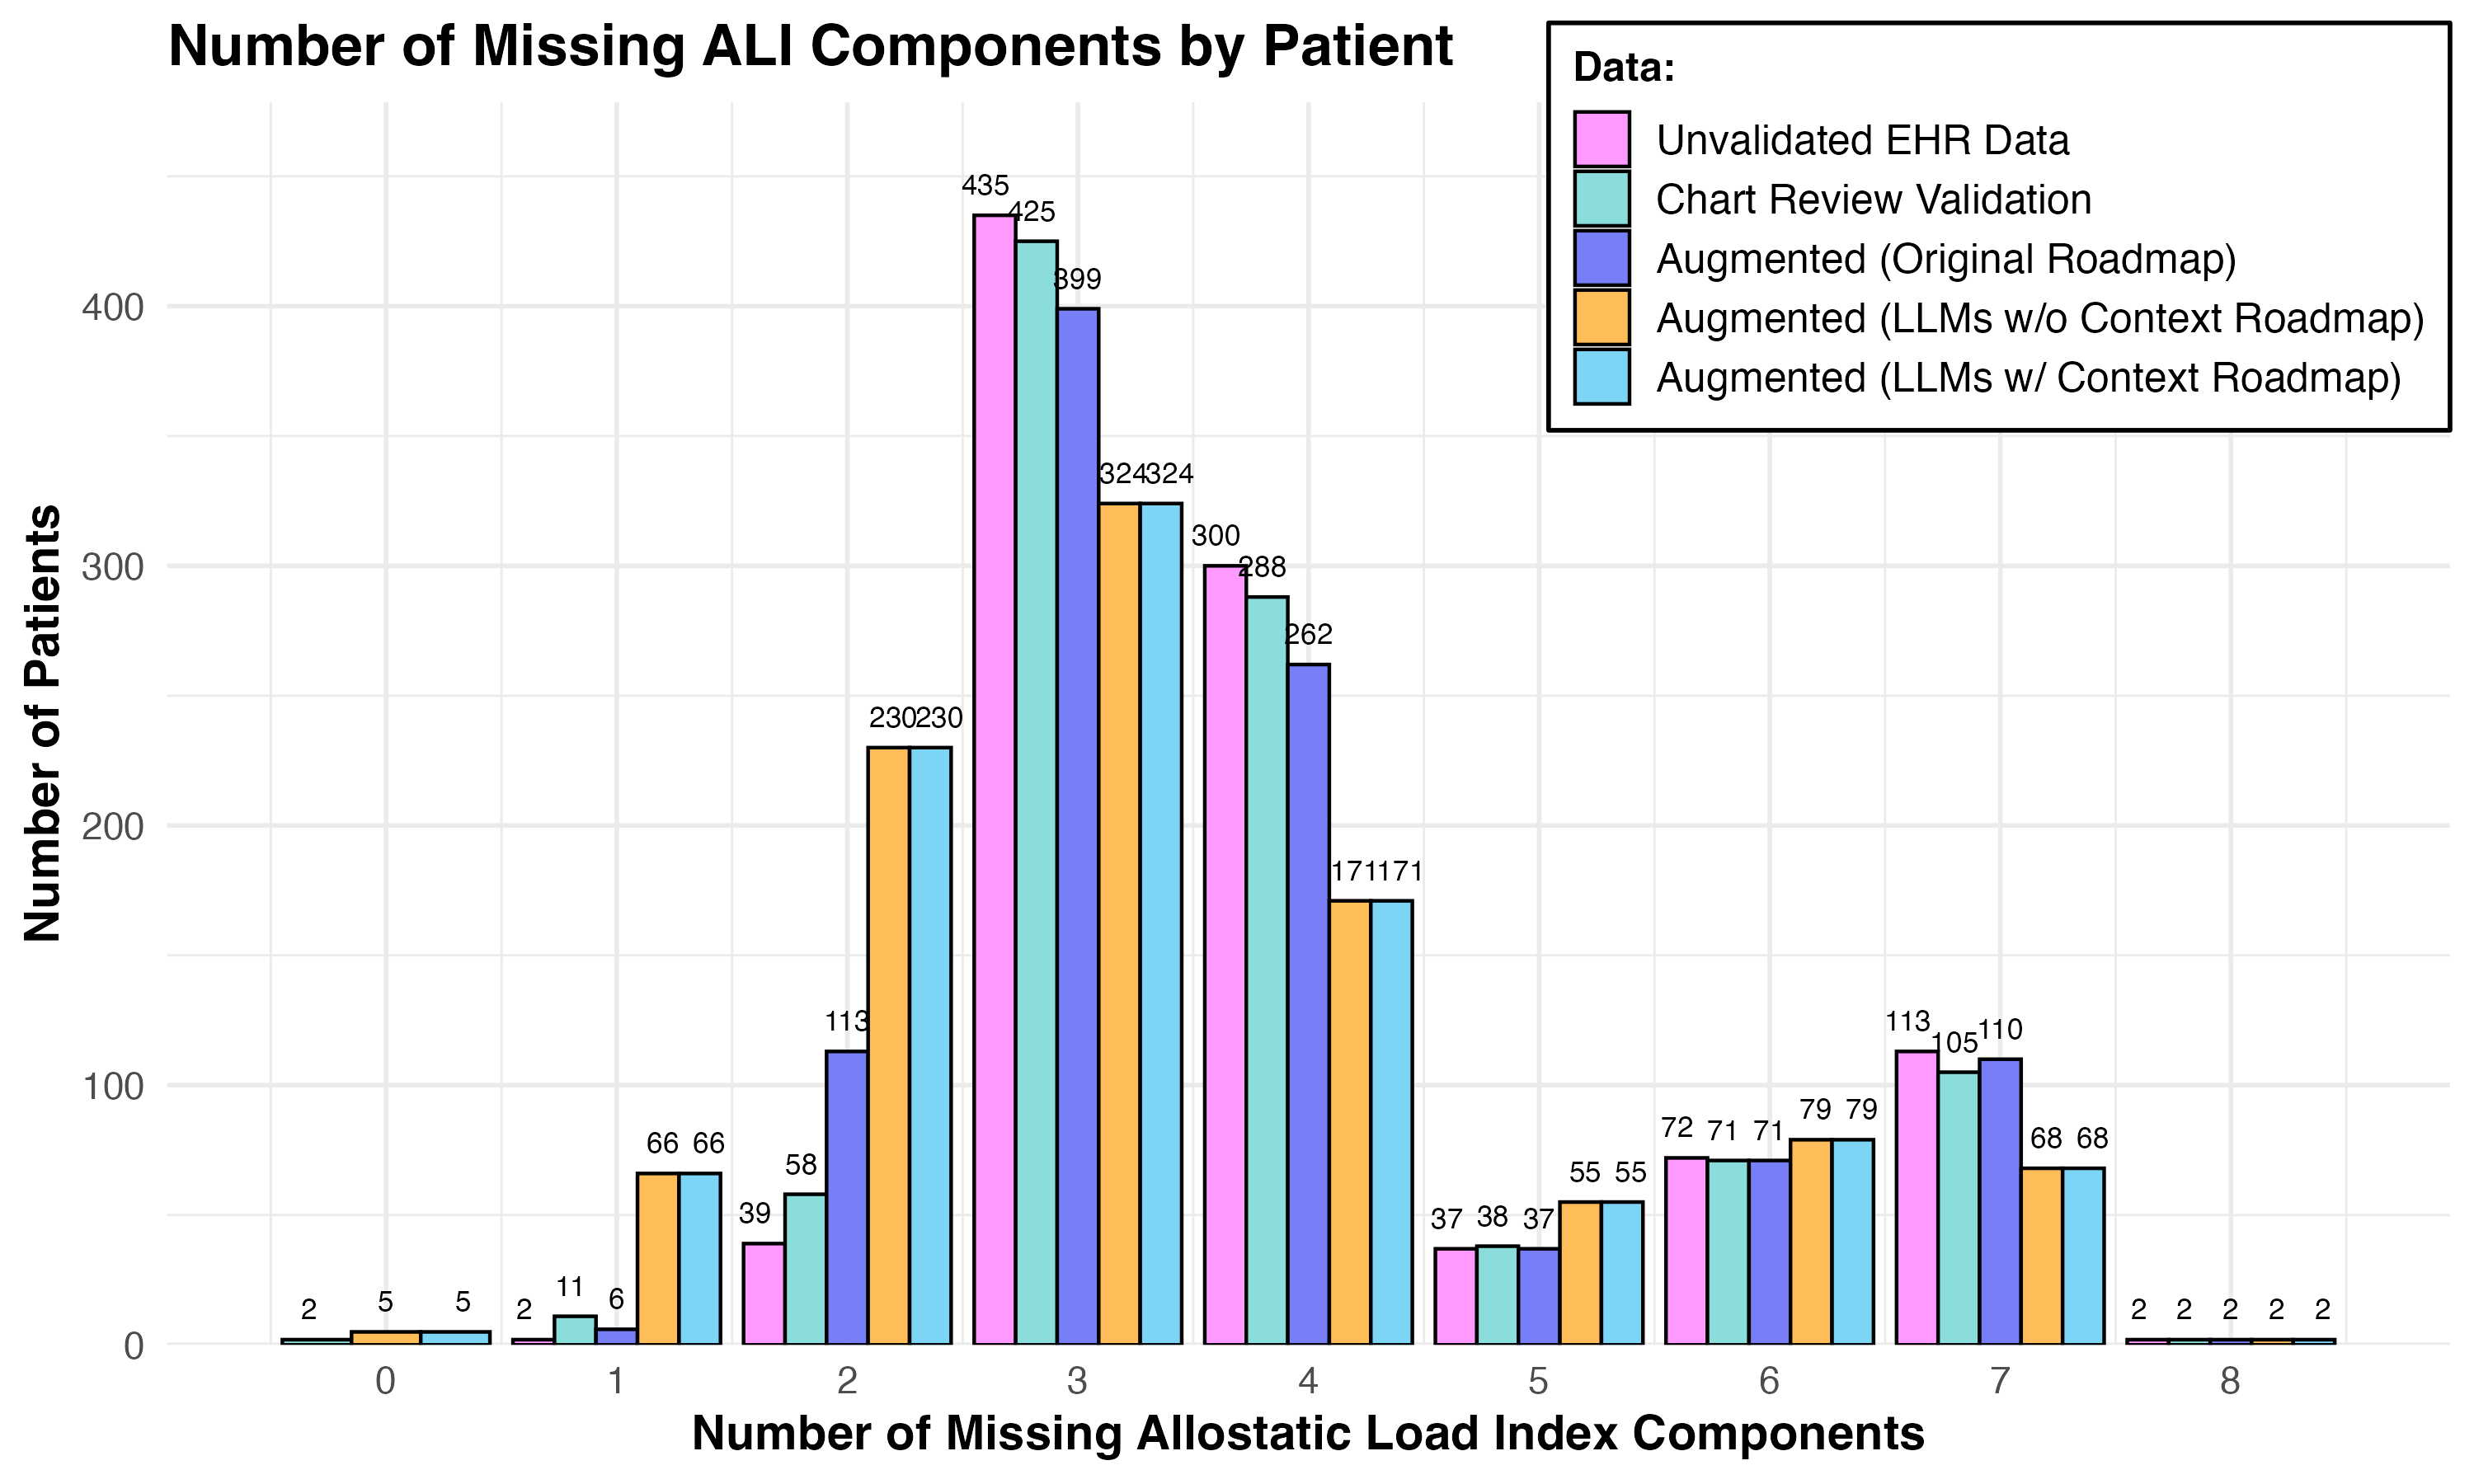 Number of Missing ALI Components by Patient
Data:
Unvalidated EHR Data
Chart Review Validation
Augmented (Original Roadmap)
Augmented (LLMs w/o Context Roadmap)
Augmented (LLMs w/ Context Roadmap)
Number of Patients
400
300
200
100
0
2 5 5
2 11 6 66 66
39 58 113 230 230
435 425 399 324 324
300 288 262 171 171
37 38 37 55 55
72 71 71 79 79
113 105 110 68 68
2 2 2 2 2
0 1 2 3 4 5 6 7 8
Number of Missing Allostatic Load Index Components